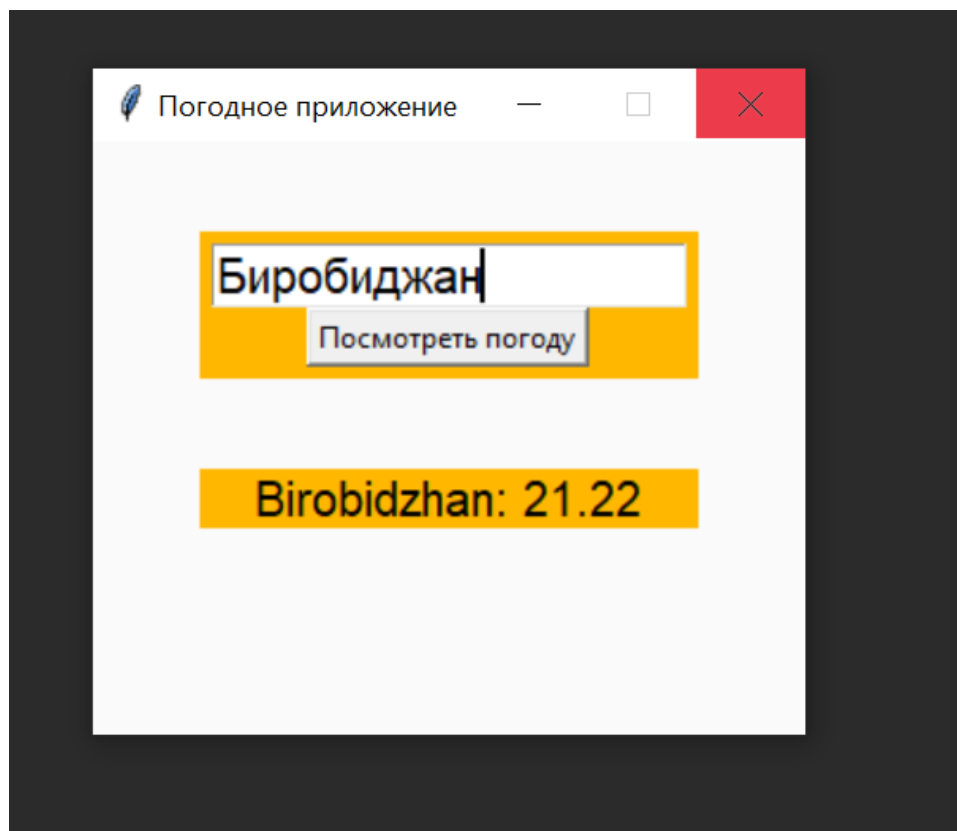 Погодное приложение
Биробиджан
Посмотреть погоду
Birobidzhan: 21.22